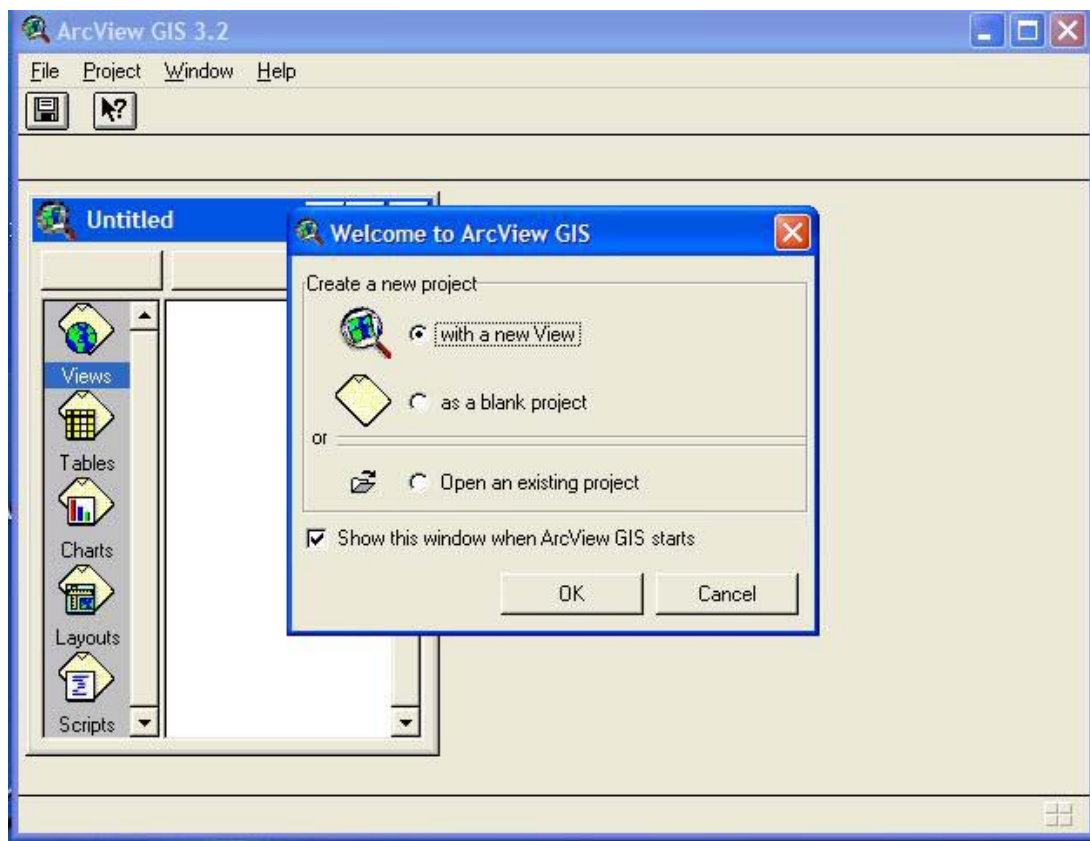 ArcView GIS 3.2
File Project Window Help
Untitled
Views
Tables
Charts
Layouts
Scripts
Welcome to ArcView GIS
Create a new project
with a new View
as a blank project
or
Open an existing project
Show this window when ArcView GIS starts
OK Cancel